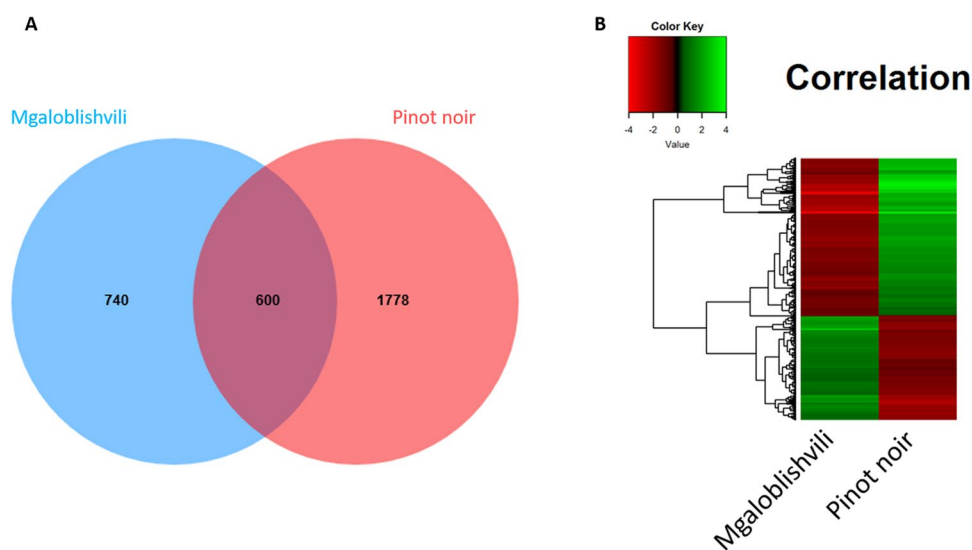 A
Mgaloblishvili
Pinot noir
740
600
1778
B
Color Key
-4 -2 0 2 4
Value
Correlation
Mgaloblishvili
Pinot noir